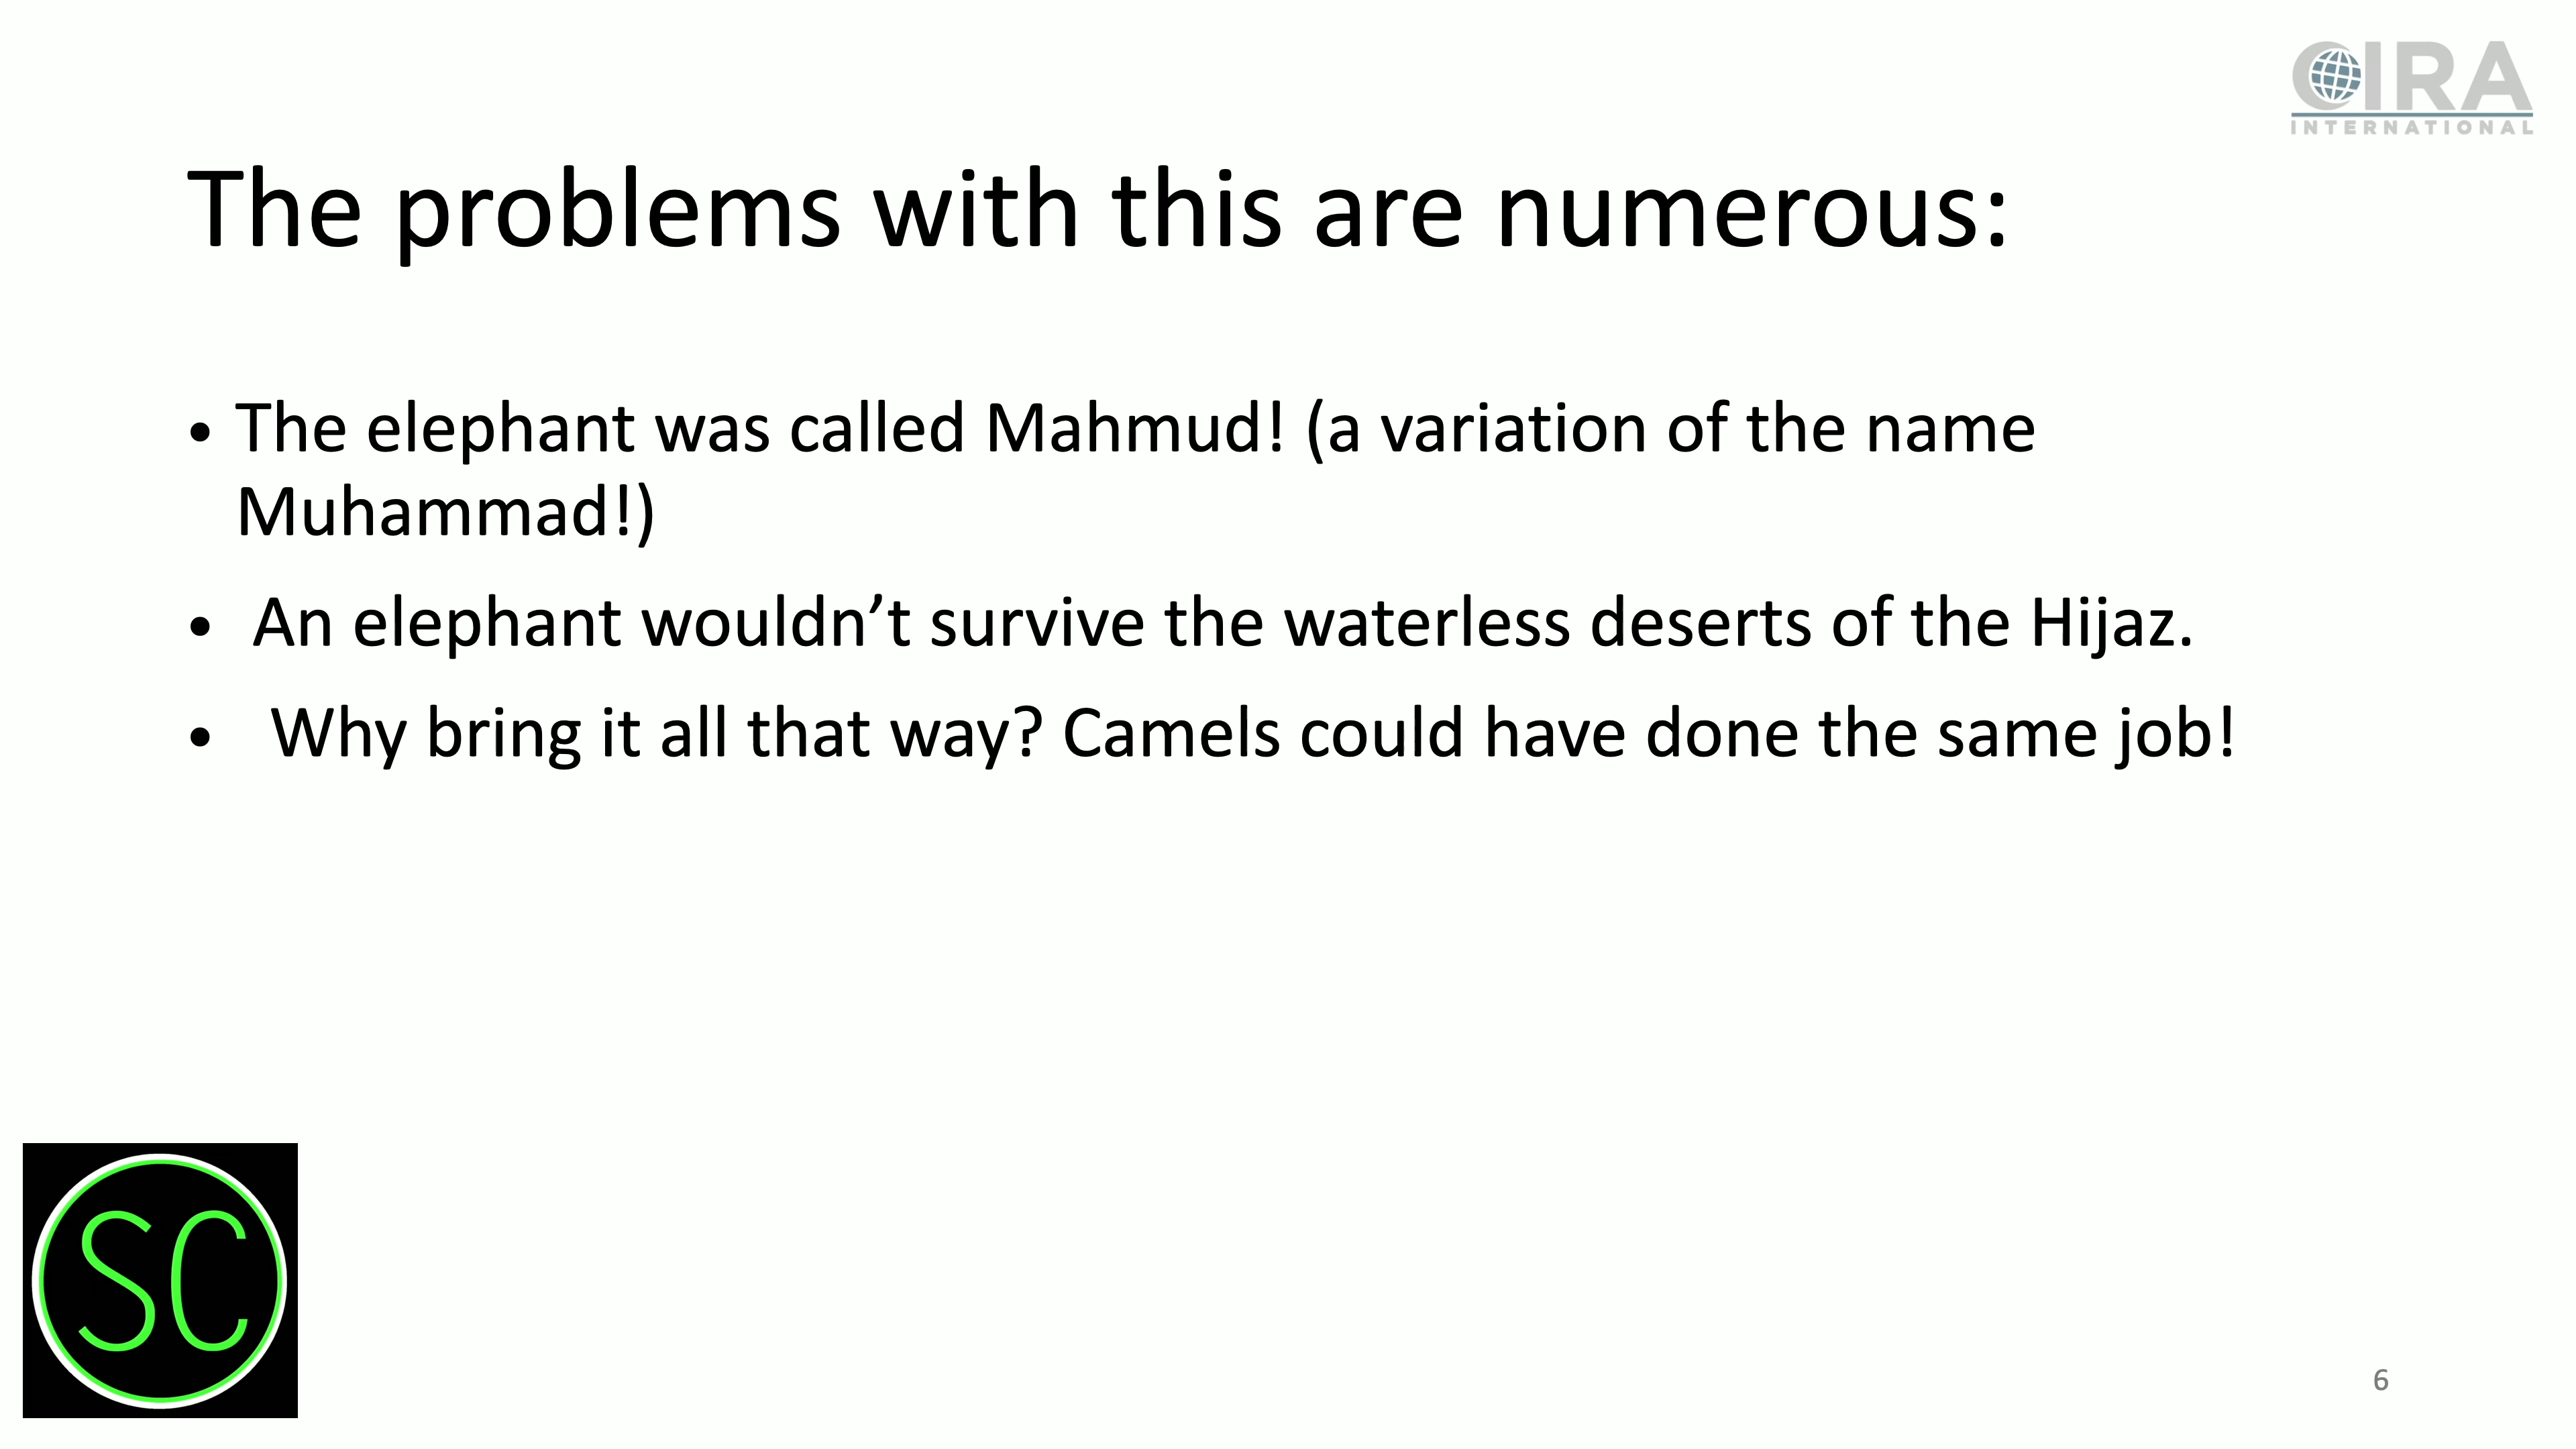 CIRA
INTERNATIONAL
The problems with this are numerous:
• The elephant was called Mahmud! (a variation of the name
Muhammad!)
• An elephant wouldn’t survive the waterless deserts of the Hijaz.
• Why bring it all that way? Camels could have done the same job!
SC
6